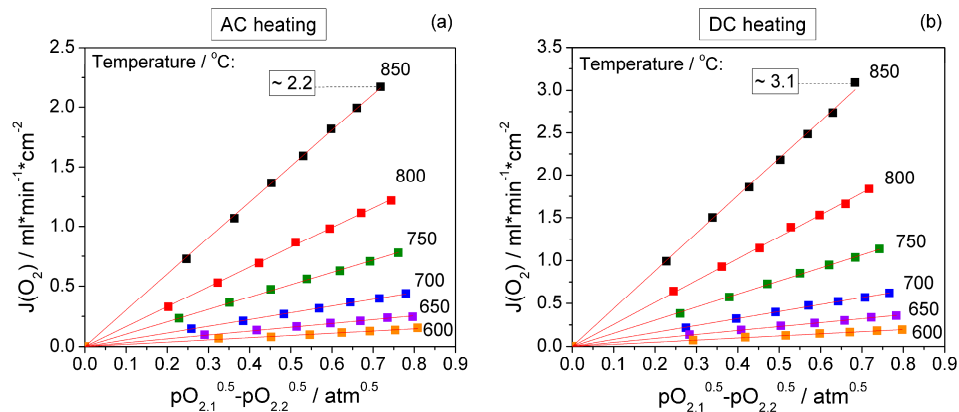 AC heating
(a)
J(O2) / ml*min-1*cm-2
Temperature / oC:
~ 2.2
850
800
750
700
650
600
2.5
2.0
1.5
1.0
0.5
0.0
0.0 0.1 0.2 0.3 0.4 0.5 0.6 0.7 0.8 0.9
pO2.1 0.5-pO2.2 0.5 / atm0.5
DC heating
(b)
J(O2) / ml*min-1*cm-2
Temperature / oC:
~ 3.1
850
800
750
700
650
600
3.5
3.0
2.5
2.0
1.5
1.0
0.5
0.0
0.0 0.1 0.2 0.3 0.4 0.5 0.6 0.7 0.8 0.9
pO2.1 0.5-pO2.2 0.5 / atm0.5